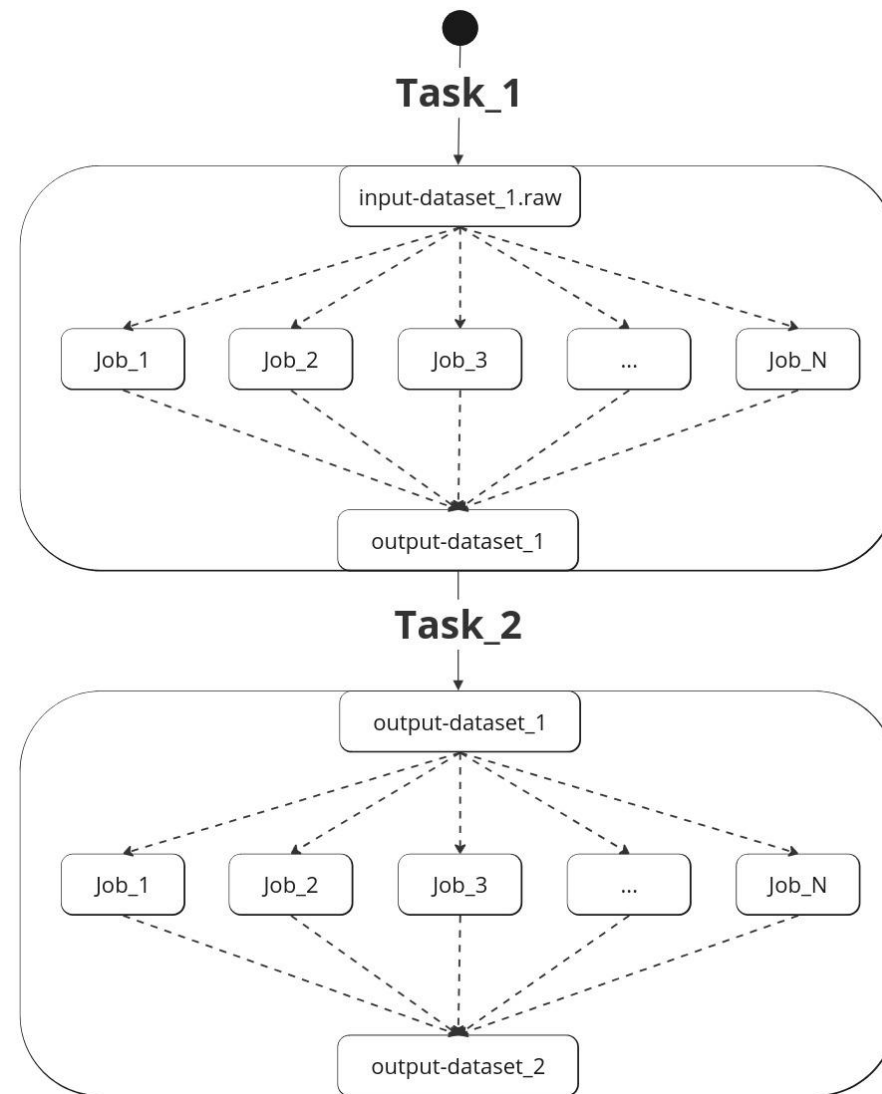 Task_1
input-dataset_1.raw
Job_1
Job_2
Job_3
...
Job_N
output-dataset_1
Task_2
output-dataset_1
Job_1
Job_2
Job_3
...
Job_N
output-dataset_2